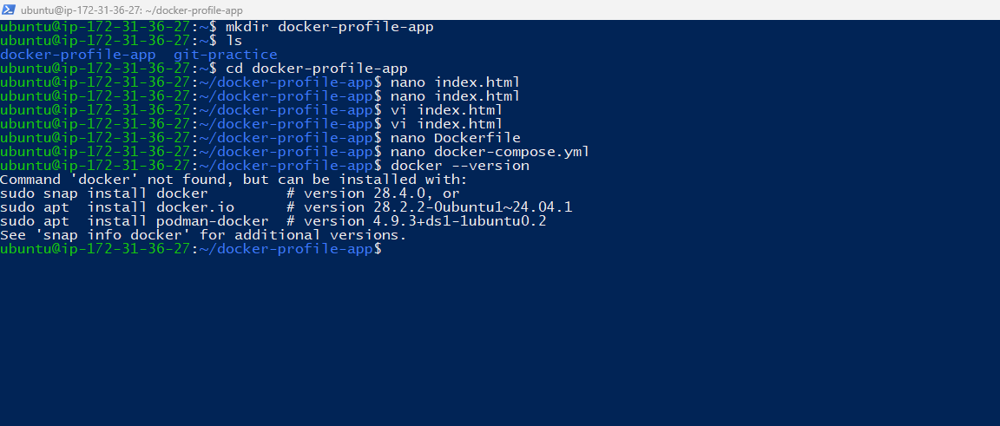 ubuntu@ip-172-31-36-27: ~/docker-profile-app
ubuntu@ip-172-31-36-27:~$ mkdir docker-profile-app
ubuntu@ip-172-31-36-27:~$ ls
docker-profile-app  git-practice
ubuntu@ip-172-31-36-27:~$ cd docker-profile-app
ubuntu@ip-172-31-36-27:~/docker-profile-app$ nano index.html
ubuntu@ip-172-31-36-27:~/docker-profile-app$ nano index.html
ubuntu@ip-172-31-36-27:~/docker-profile-app$ vi index.html
ubuntu@ip-172-31-36-27:~/docker-profile-app$ vi index.html
ubuntu@ip-172-31-36-27:~/docker-profile-app$ nano Dockerfile
ubuntu@ip-172-31-36-27:~/docker-profile-app$ nano docker-compose.yml
ubuntu@ip-172-31-36-27:~/docker-profile-app$ docker --version
Command 'docker' not found, but can be installed with:
sudo snap install docker         # version 28.4.0, or
sudo apt  install docker.io      # version 28.2.2-0ubuntu1~24.04.1
sudo apt  install podman-docker  # version 4.9.3+ds1-1ubuntu0.2
See 'snap info docker' for additional versions.
ubuntu@ip-172-31-36-27:~/docker-profile-app$